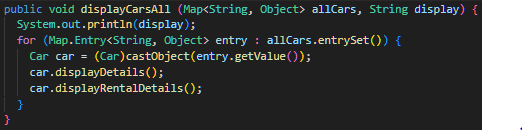 public void displayCarsAll (Map<String, Object> allCars, String display) {
  System.out.println(display);
  for (Map.Entry<String, Object> entry : allCars.entrySet()) {
    Car car = (Car)castObject(entry.getValue());
    car.displayDetails();
    car.displayRentalDetails();
  }
}